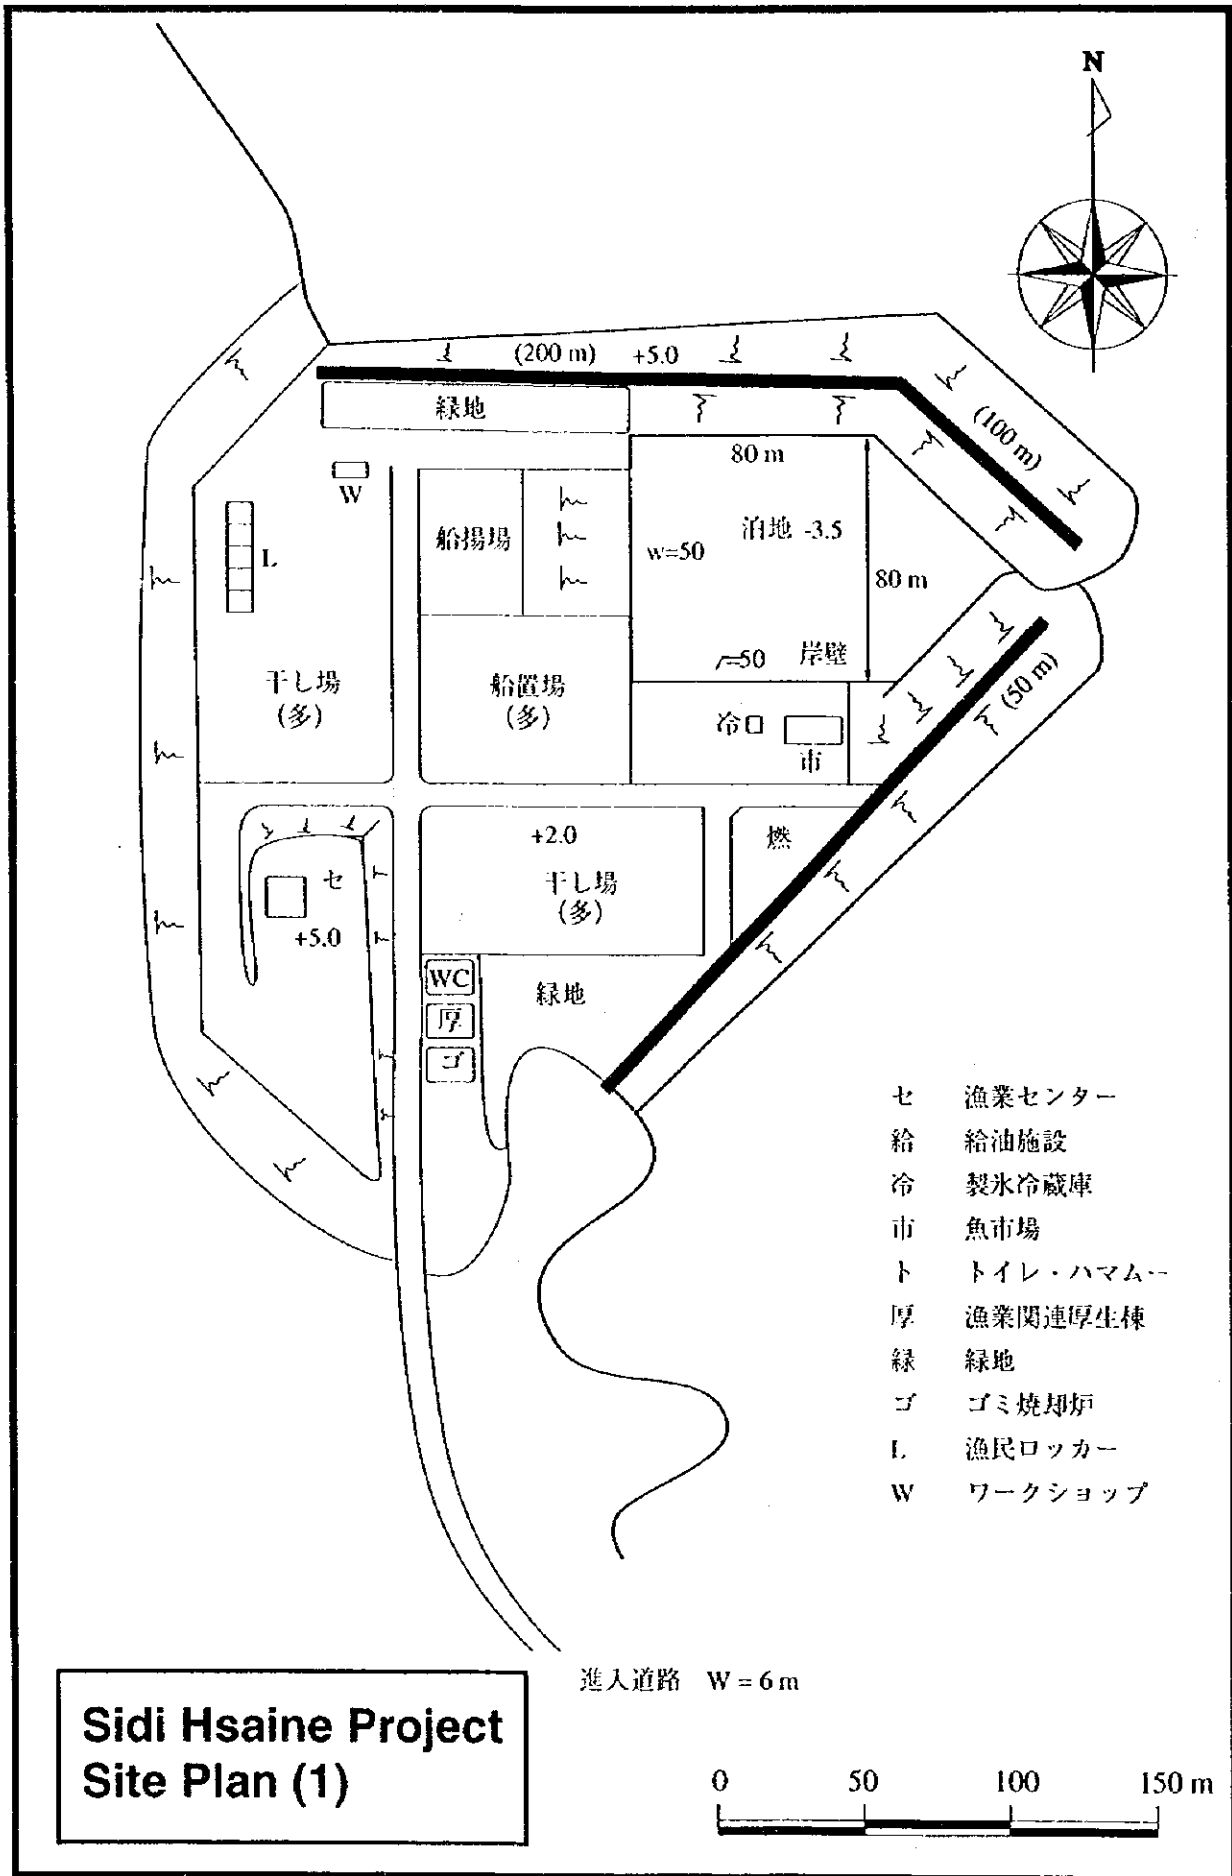 N
(200 m) +5.0
(100 m)
緑地
80 m
W
船揚場
泊地 -3.5
w=50
L
80 m
=50 岸壁
干し場
(多)
船置場
(多)
(50 m)
冷
市
+2.0
燃
干し場
(多)
セ
+5.0
WC
緑地
厚
ゴ
セ 漁業センター
給 給油施設
冷 製氷冷蔵庫
市 魚市場
ト トイレ・ハマム
厚 漁業関連厚生棟
緑 緑地
ゴ ゴミ焼却炉
L 漁民ロッカー
W ワークショップ
進入道路 W = 6 m
Sidi Hsaine Project
Site Plan (1)
0 50 100 150 m